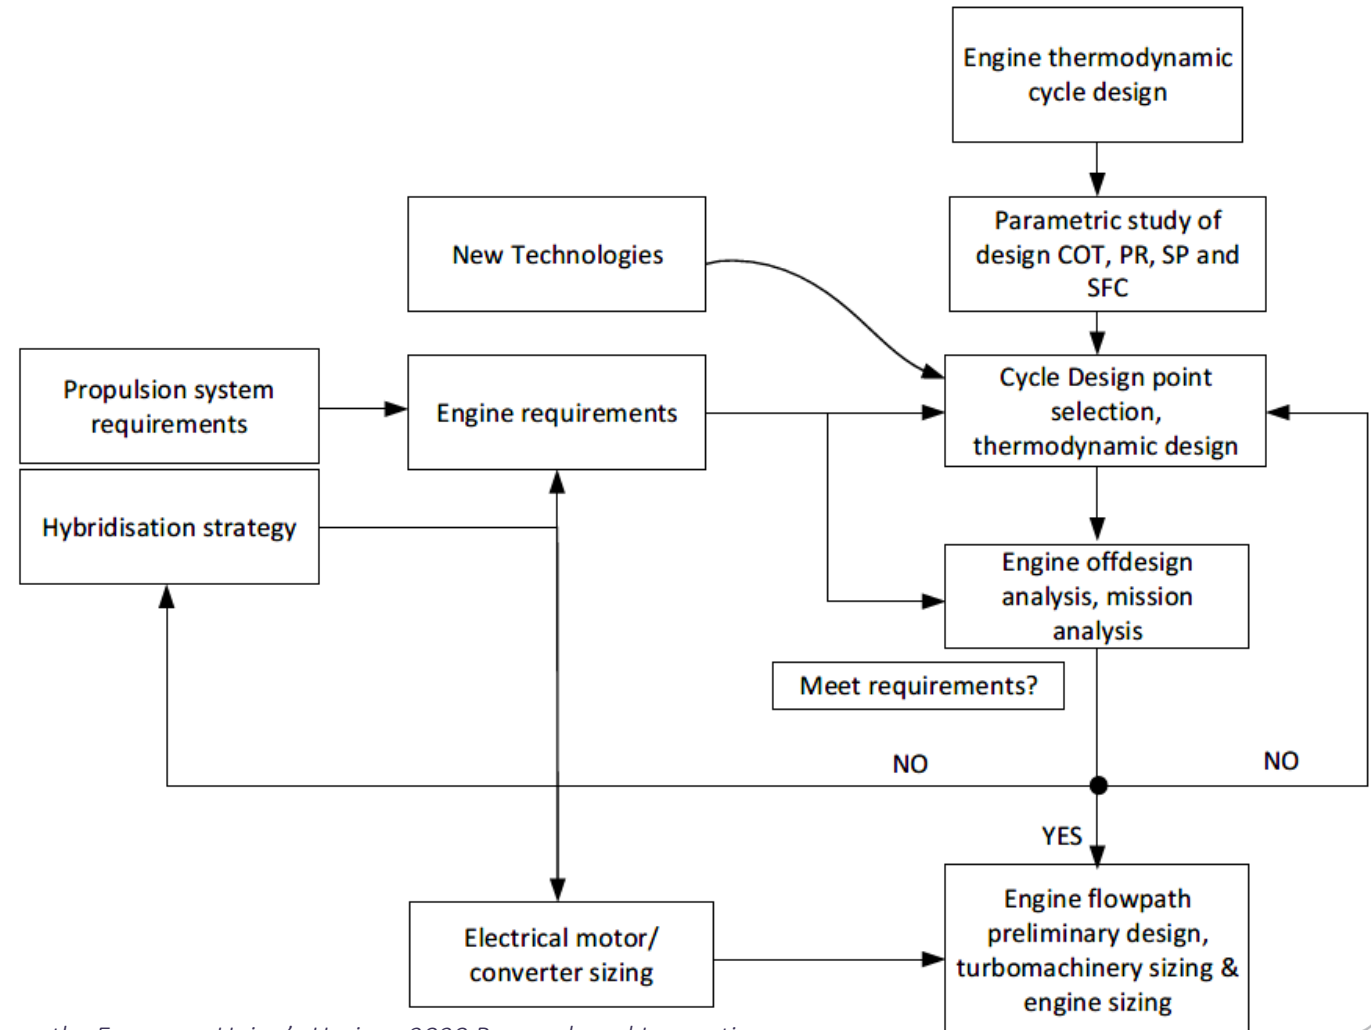 Engine thermodynamic
cycle design
Parametric study of
design COT, PR, SP and
SFC
New Technologies
Propulsion system
requirements
Engine requirements
Cycle Design point
selection,
thermodynamic design
Hybridisation strategy
Engine offdesign
analysis, mission
analysis
Meet requirements?
NO
NO
YES
Engine flowpath
preliminary design,
turbomachinery sizing &
engine sizing
Electrical motor/
converter sizing